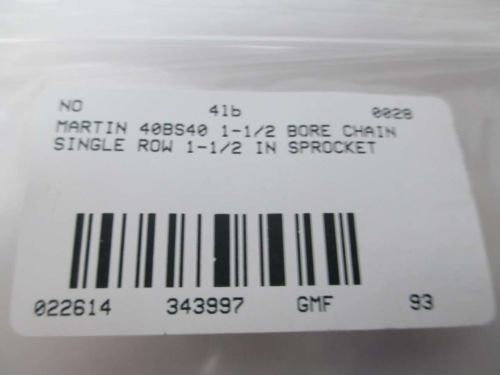 NO 4lb 0028
MARTIN 40BS40 1-1/2 BORE CHAIN
SINGLE ROW 1-1/2 IN SPROCKET
022614 343997 GMF 93